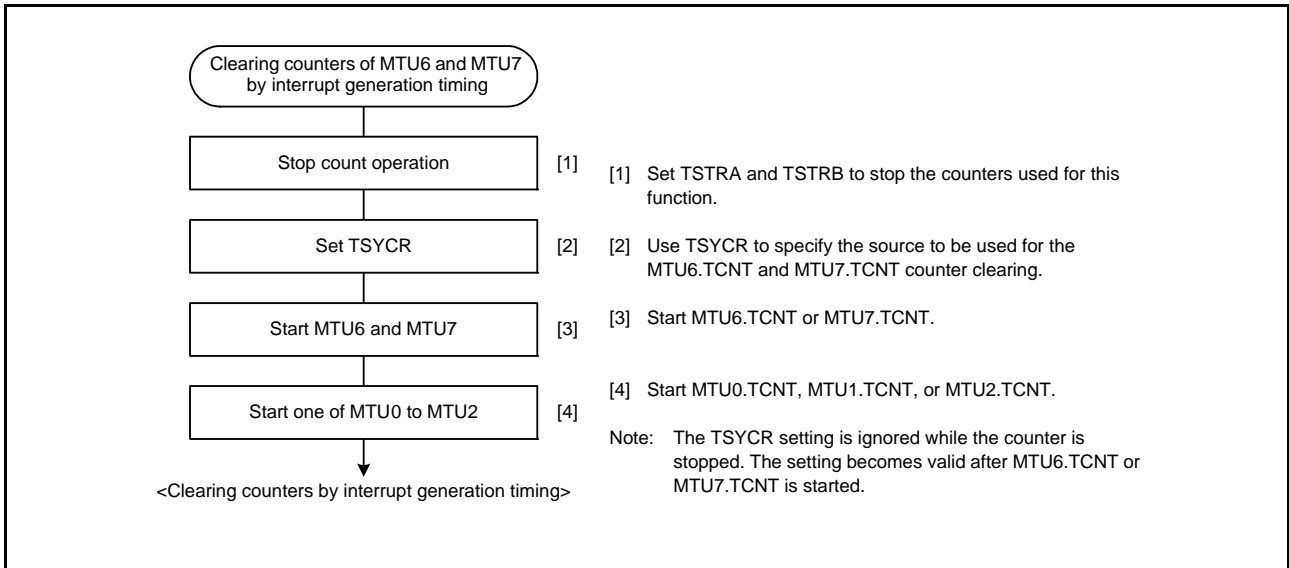 Clearing counters of MTU6 and MTU7
by interrupt generation timing
Stop count operation
[1]
Set TSYCR
[2]
Start MTU6 and MTU7
[3]
Start one of MTU0 to MTU2
[4]
<Clearing counters by interrupt generation timing>
[1] Set TSTRA and TSTRB to stop the counters used for this
function.
[2] Use TSYCR to specify the source to be used for the
MTU6.TCNT and MTU7.TCNT counter clearing.
[3] Start MTU6.TCNT or MTU7.TCNT.
[4] Start MTU0.TCNT, MTU1.TCNT, or MTU2.TCNT.
Note: The TSYCR setting is ignored while the counter is
stopped. The setting becomes valid after MTU6.TCNT or
MTU7.TCNT is started.